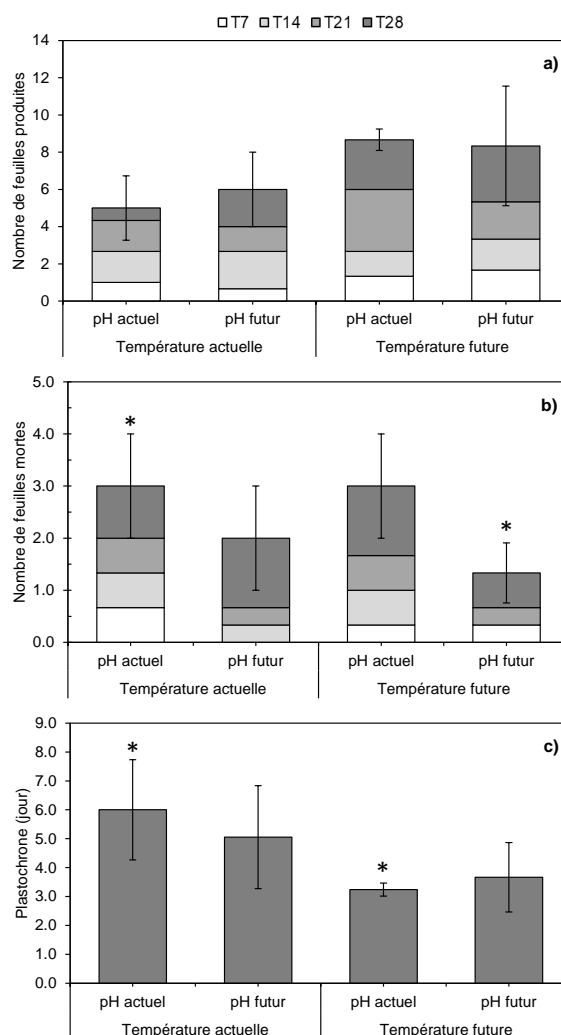 T7 T14 T21 T28
a)
Nombre de feuilles produites
14
12
10
8
6
4
2
0
pH actuel pH futur pH actuel pH futur
Température actuelle Température future
b)
Nombre de feuilles mortes
5.0
4.0
3.0
2.0
1.0
0.0
*
*
pH actuel pH futur pH actuel pH futur
Température actuelle Température future
c)
Plastochrone (jour)
9.0
8.0
7.0
6.0
5.0
4.0
3.0
2.0
1.0
0.0
*
*
pH actuel pH futur pH actuel pH futur
Température actuelle Température future